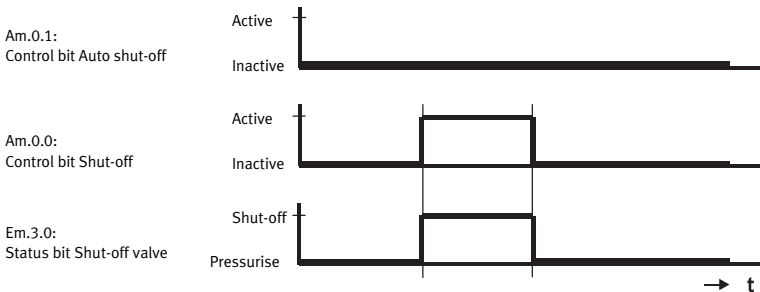 Am.0.1:
Control bit Auto shut-off
Active
Inactive
Am.0.0:
Control bit Shut-off
Active
Inactive
Em.3.0:
Status bit Shut-off valve
Shut-off
Pressurise
t